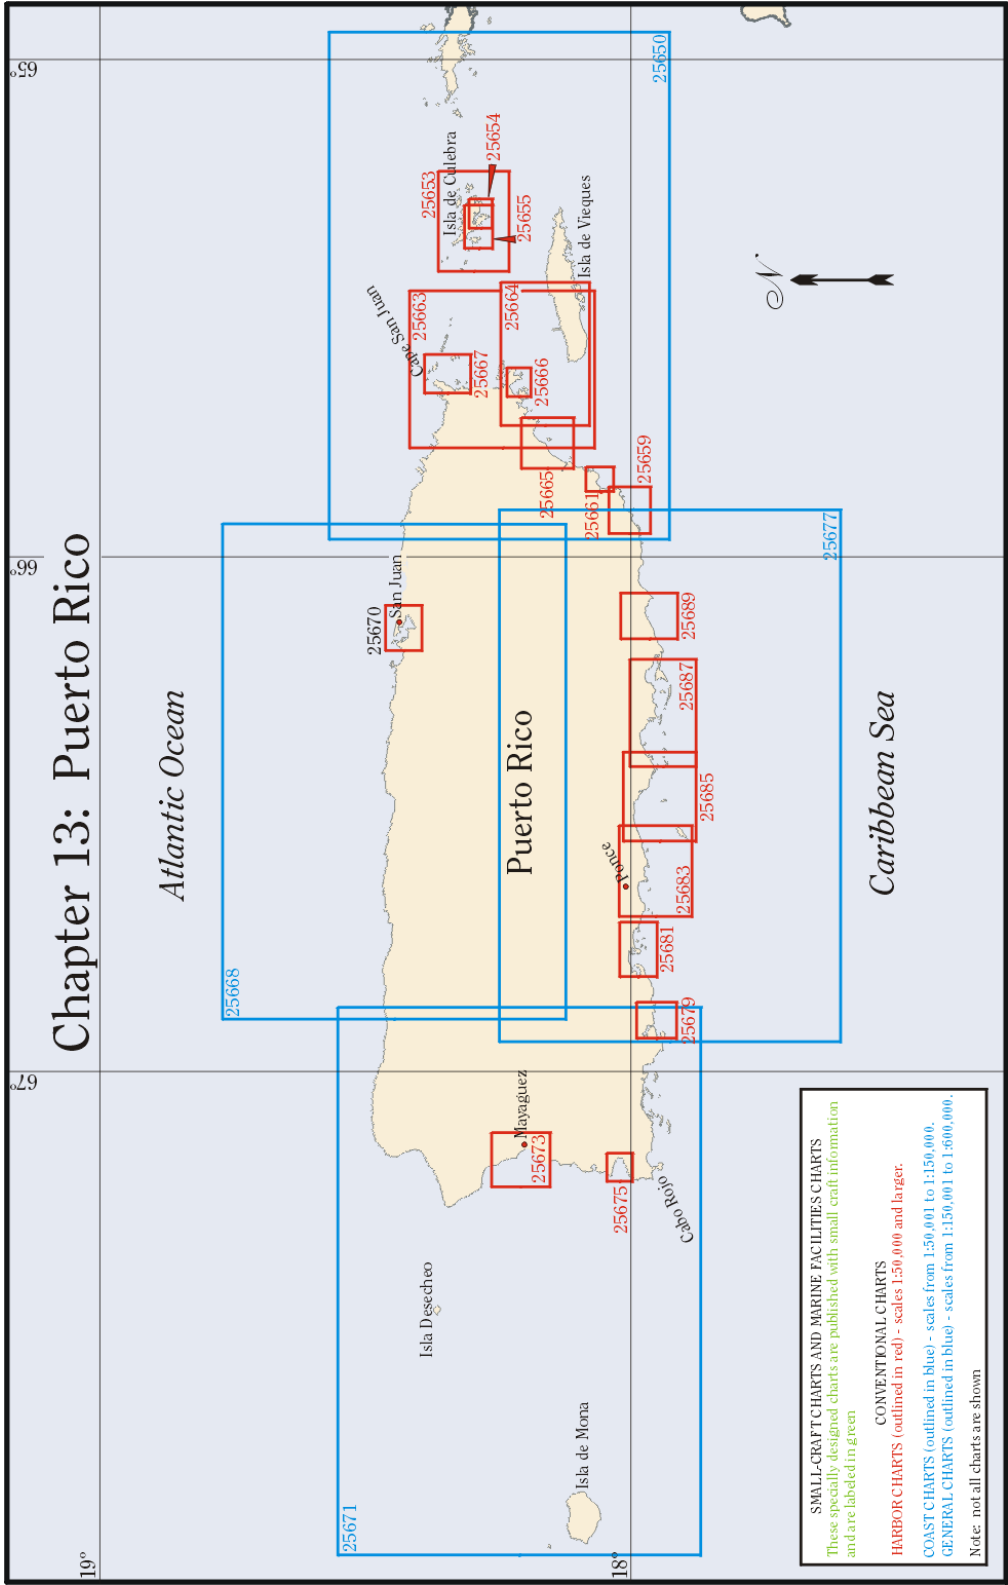 Chapter 13: Puerto Rico
19°
18°
67°
66°
65°
Atlantic Ocean
Caribbean Sea
Puerto Rico
25668
25671
25650
25677
25670
San Juan
Cape San Juan
25663
25667
25664
25666
25665
25661
25659
25653
Isla de Culebra
25654
25655
Isla de Vieques
N
25689
25687
25685
Ponce
25683
25681
25679
Mayaguez
25673
25675
Cabo Rojo
Isla Desecheo
Isla de Mona
SMALL-CRAFT CHARTS AND MARINE FACILITIES CHARTS
These specially designed charts are published with small craft information
and are labeled in green
CONVENTIONAL CHARTS
HARBOR CHARTS (outlined in red) - scales 1:50,000 and larger.
COAST CHARTS (outlined in blue) - scales from 1:50,001 to 1:150,000.
GENERAL CHARTS (outlined in blue) - scales from 1:150,001 to 1:600,000.
Note: not all charts are shown